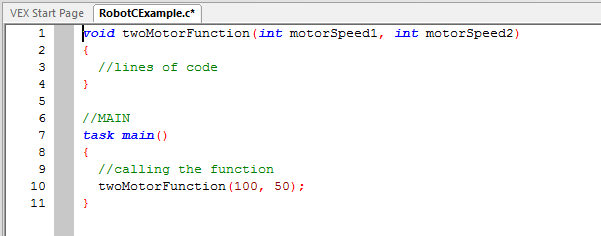 VEX Start Page RobotCExample.c*
1 void twoMotorFunction(int motorSpeed1, int motorSpeed2)
2 {
3 //lines of code
4 }
5
6 //MAIN
7 task main()
8 {
9 //calling the function
10 twoMotorFunction(100, 50);
11 }